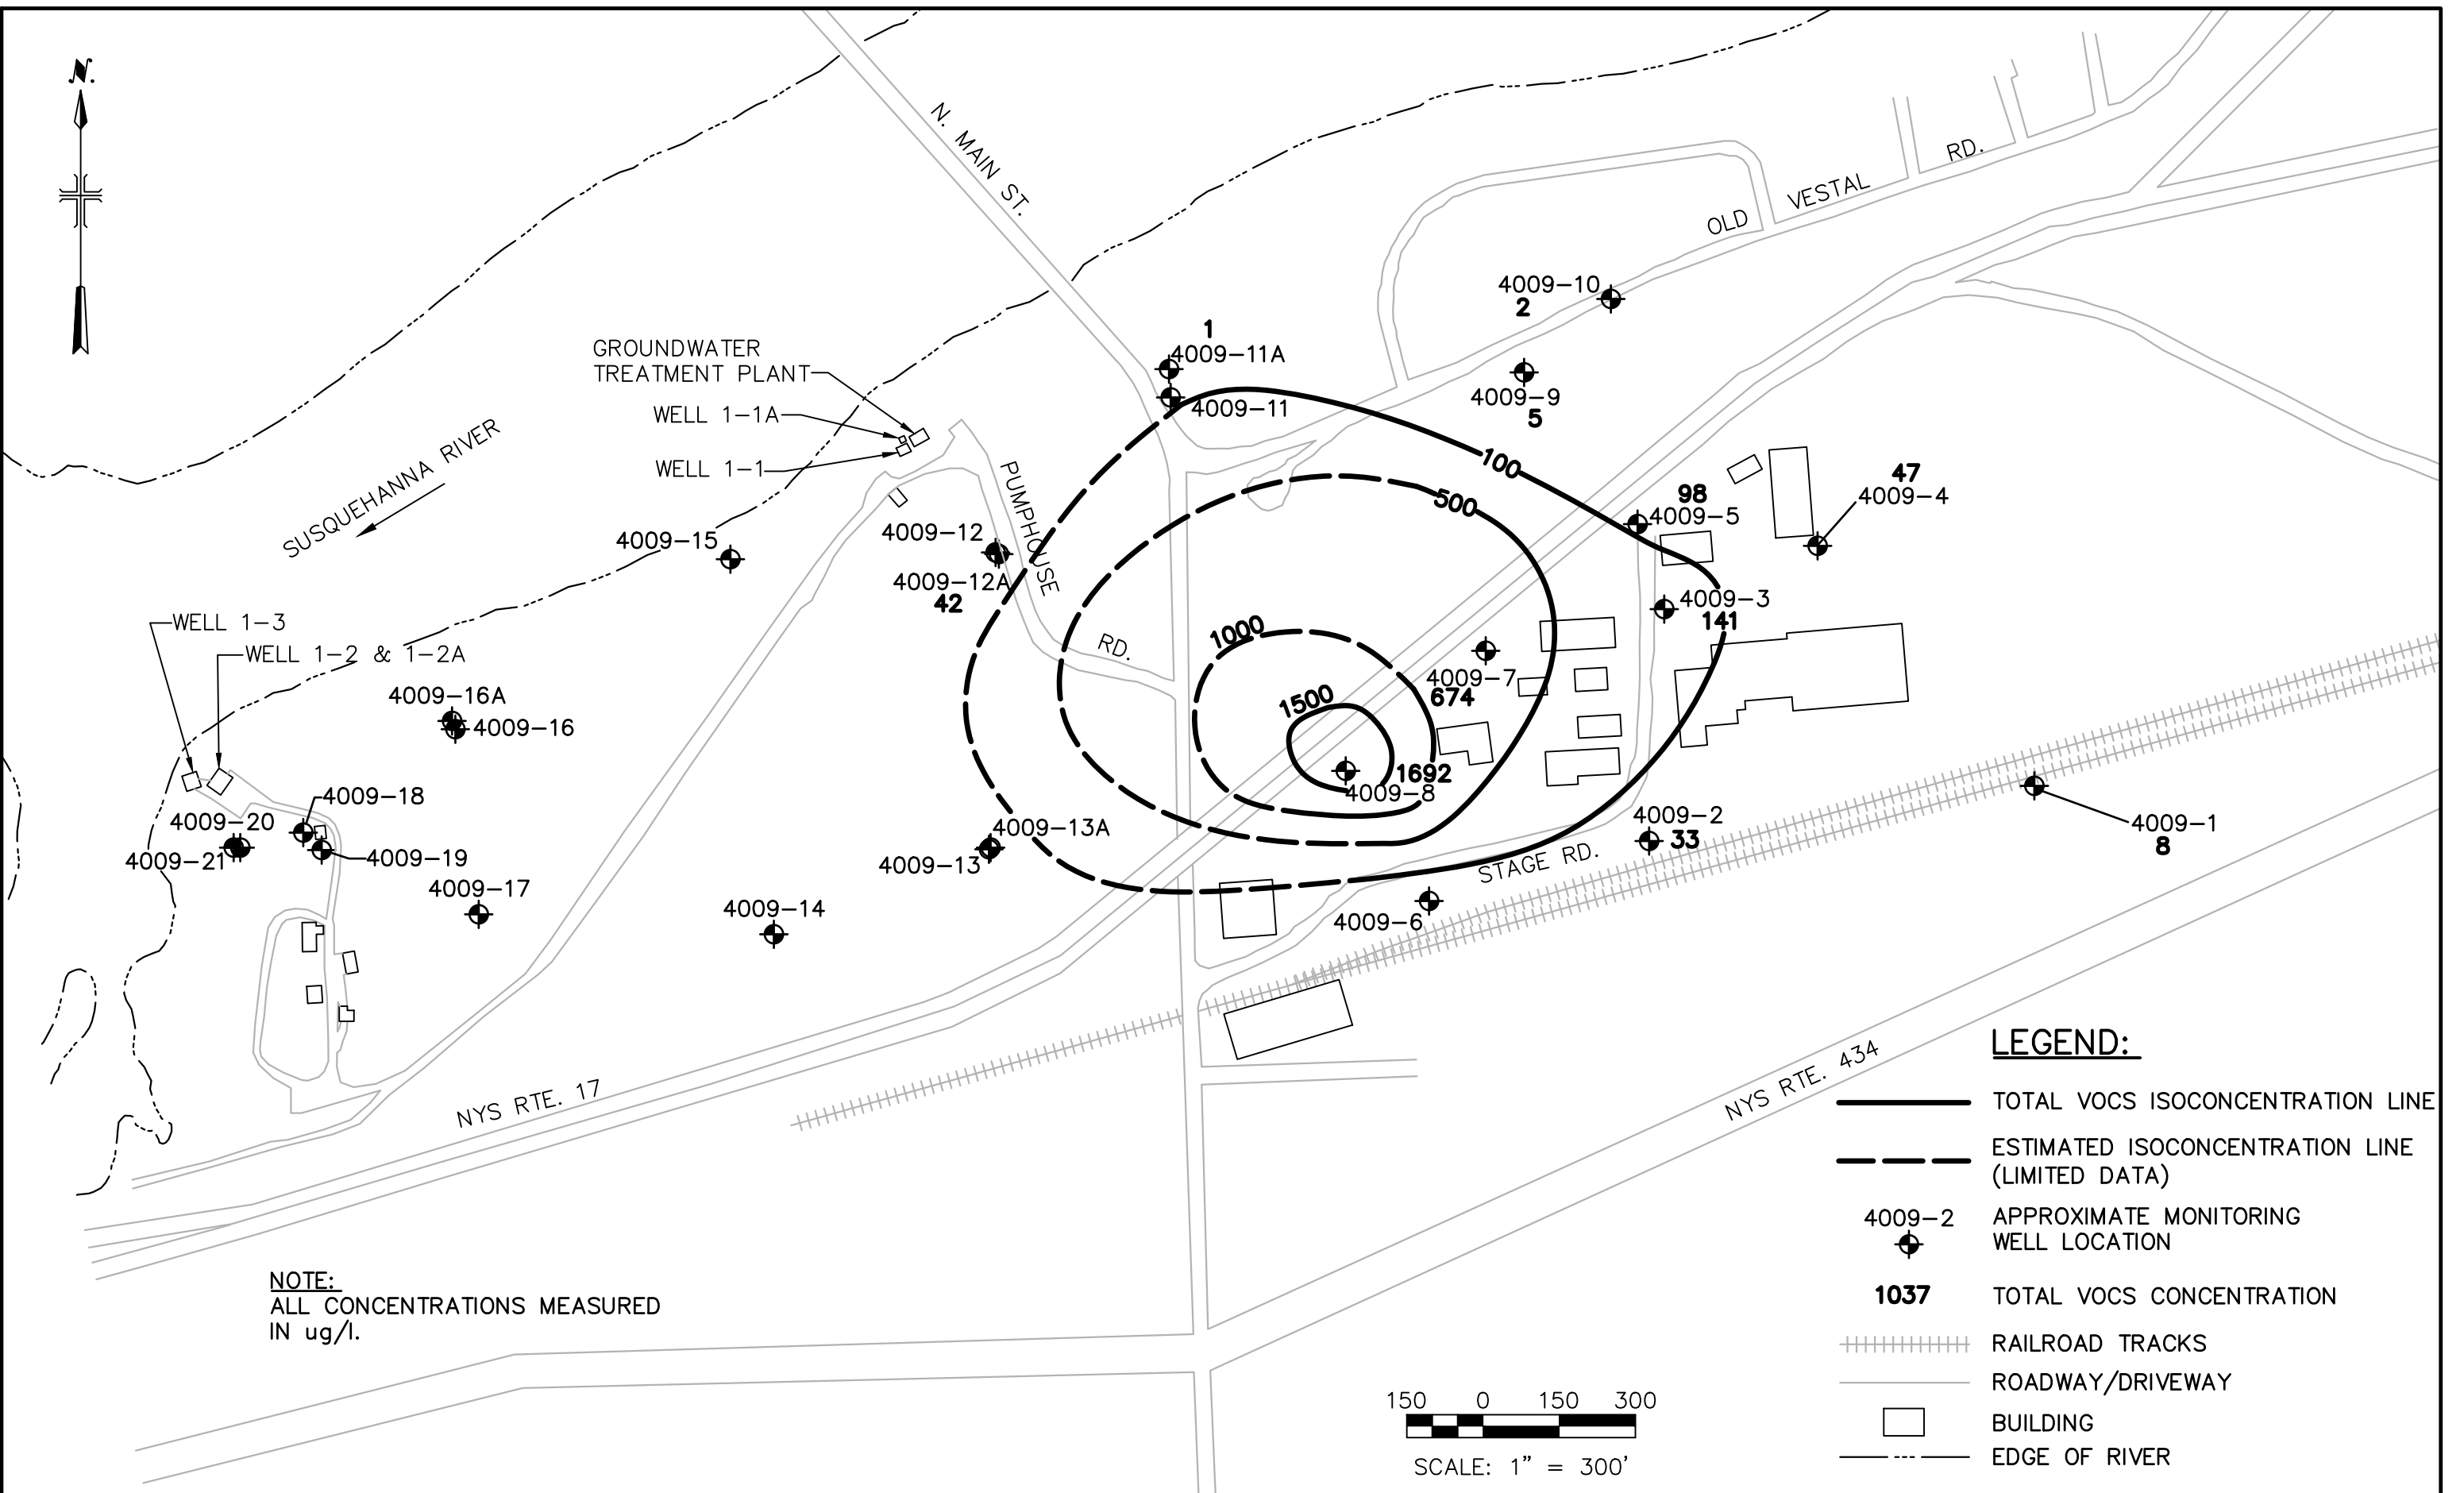 N.
N. MAIN ST.
RD.
VESTAL
OLD
4009-10
2
1
4009-11A
GROUNDWATER
TREATMENT PLANT
4009-9
5
WELL 1-1A
4009-11
SUSQUEHANNA RIVER
WELL 1-1
PUMPHOUSE
100
47
4009-4
98
4009-5
500
4009-15
4009-12
4009-12A
42
4009-3
141
WELL 1-3
1000
RD.
WELL 1-2 & 1-2A
4009-7
674
4009-16A
1500
4009-16
1692
4009-8
4009-18
4009-20
4009-13A
4009-2
33
4009-1
8
4009-21
4009-19
4009-13
STAGE RD.
4009-17
4009-14
4009-6
NYS RTE. 17
NYS RTE. 434
LEGEND:
TOTAL VOCS ISOCONCENTRATION LINE
ESTIMATED ISOCONCENTRATION LINE
(LIMITED DATA)
4009-2
APPROXIMATE MONITORING
WELL LOCATION
1037
TOTAL VOCS CONCENTRATION
RAILROAD TRACKS
ROADWAY/DRIVEWAY
BUILDING
EDGE OF RIVER
NOTE:
ALL CONCENTRATIONS MEASURED
IN ug/l.
150 0 150 300
SCALE: 1" = 300'